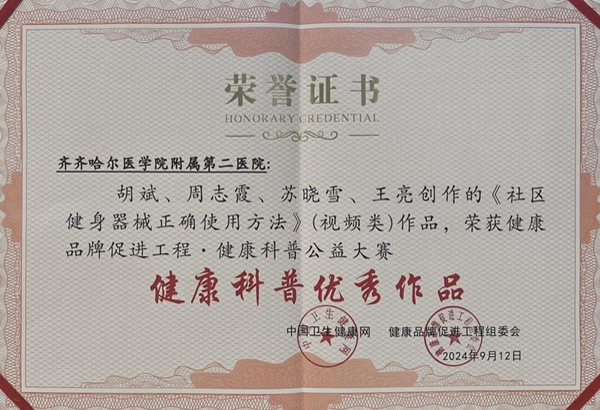 荣誉证书
HONORARY CREDENTIAL
齐齐哈尔医学院附属第二医院:
胡斌、周志霞、苏晓雪、王亮创作的《社区
健身器械正确使用方法》(视频类)作品，荣获健康
品牌促进工程·健康科普公益大赛
健康科普优秀作品
中国卫生健康网 健康品牌促进工程组委会
2024年9月12日